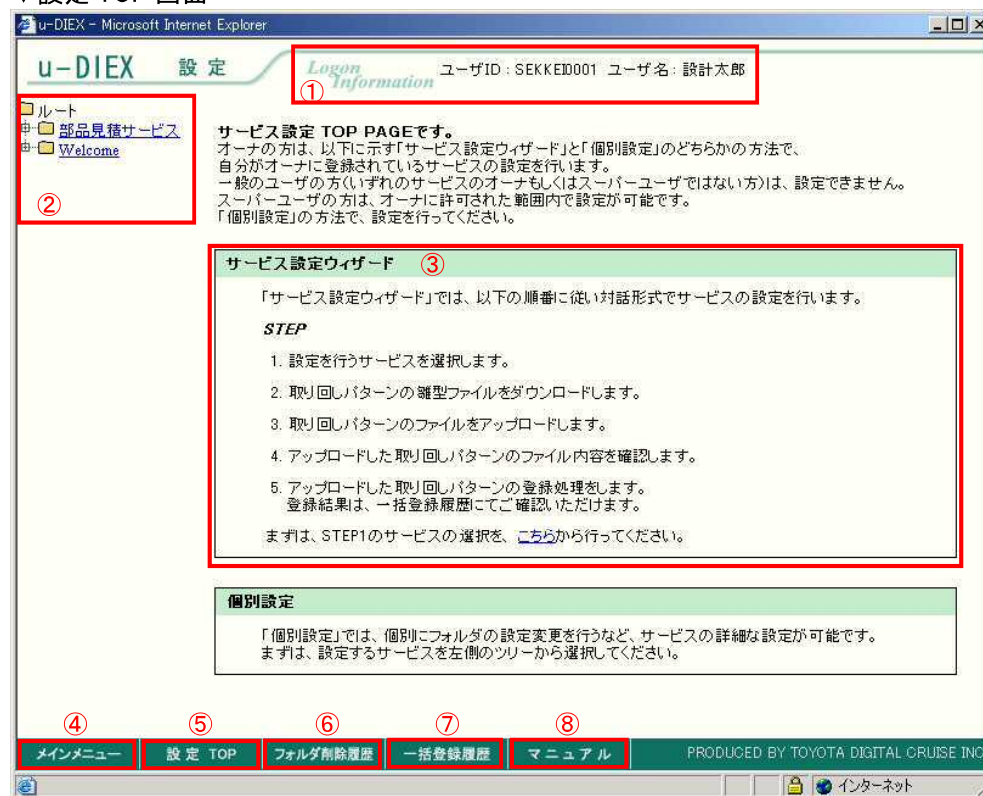 ▽設定 TOP 画面
u-DIEX - Microsoft Internet Explorer
u-DIEX 設定
Logon Information
ユーザID：SEKKEI0001 ユーザ名：設計太郎
①
ルート
部品見積サービス
Welcome
②
サービス設定 TOP PAGEです。
オーナの方は、以下に示す「サービス設定ウィザード」と「個別設定」のどちらかの方法で、
自分がオーナに登録されているサービスの設定を行います。
一般のユーザの方(いずれのサービスのオーナもしくはスーパーユーザではない方)は、設定できません。
スーパーユーザの方は、オーナに許可された範囲内で設定が可能です。
「個別設定」の方法で、設定を行ってください。
サービス設定ウィザード ③
「サービス設定ウィザード」では、以下の順番に従い対話形式でサービスの設定を行います。
STEP
1. 設定を行うサービスを選択します。
2. 取り回しパターンの雛型ファイルをダウンロードします。
3. 取り回しパターンのファイルをアップロードします。
4. アップロードした取り回しパターンのファイル内容を確認します。
5. アップロードした取り回しパターンの登録処理をします。
登録結果は、一括登録履歴にてご確認いただけます。
まずは、STEP1のサービスの選択を、こちらから行ってください。
個別設定
「個別設定」では、個別にフォルダの設定変更を行うなど、サービスの詳細な設定が可能です。
まずは、設定するサービスを左側のツリーから選択してください。
④ ⑤ ⑥ ⑦ ⑧
メインメニュー 設定 TOP フォルダ削除履歴 一括登録履歴 マニュアル PRODUCED BY TOYOTA DIGITAL CRUISE INC
インターネット